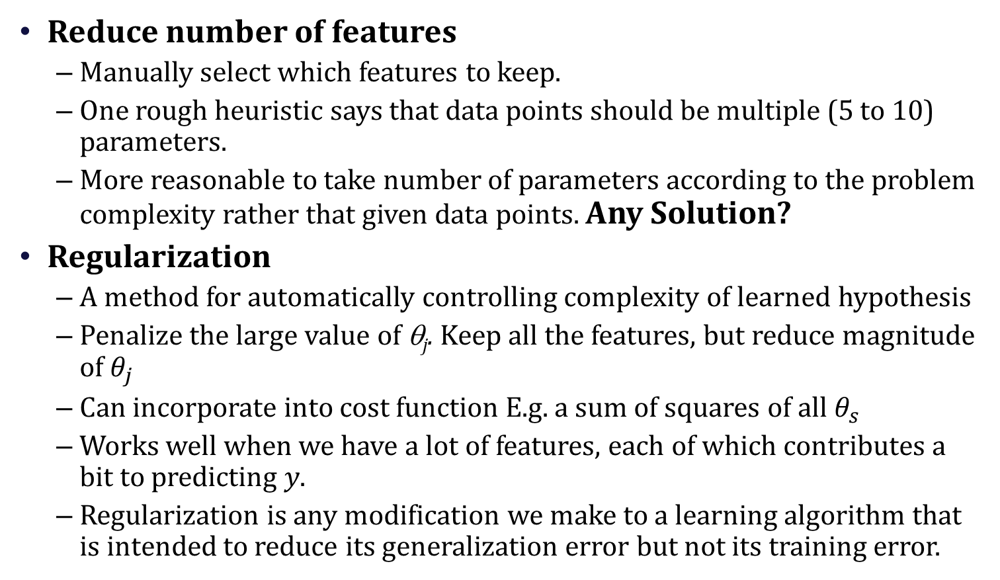 • Reduce number of features
– Manually select which features to keep.
– One rough heuristic says that data points should be multiple (5 to 10)
parameters.
– More reasonable to take number of parameters according to the problem
complexity rather that given data points. Any Solution?
• Regularization
– A method for automatically controlling complexity of learned hypothesis
– Penalize the large value of θj. Keep all the features, but reduce magnitude
of θj
– Can incorporate into cost function E.g. a sum of squares of all θs
– Works well when we have a lot of features, each of which contributes a
bit to predicting y.
– Regularization is any modification we make to a learning algorithm that
is intended to reduce its generalization error but not its training error.